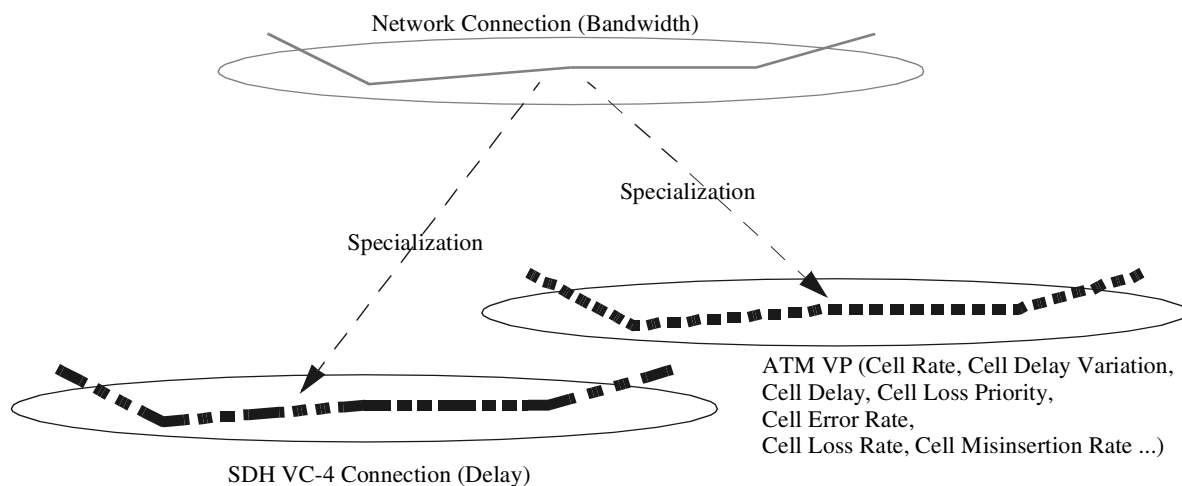 Network Connection (Bandwidth)
Specialization
Specialization
ATM VP (Cell Rate, Cell Delay Variation,
Cell Delay, Cell Loss Priority,
Cell Error Rate,
Cell Loss Rate, Cell Misinsertion Rate ...)
SDH VC-4 Connection (Delay)